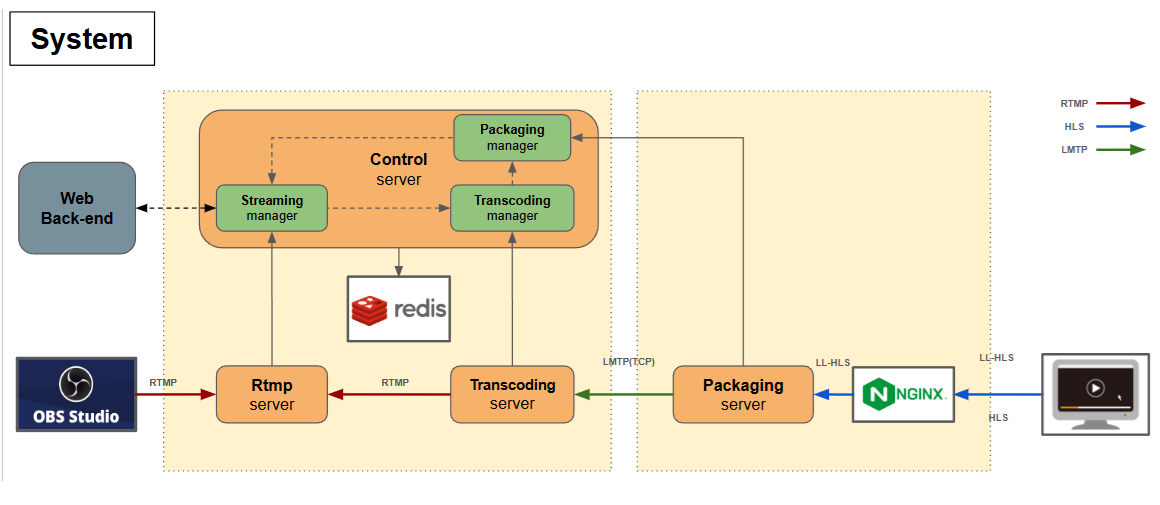 System
RTMP
HLS
LMTP
Packaging
manager
Control
server
Streaming
manager
Transcoding
manager
Web
Back-end
redis
OBS Studio
RTMP
Rtmp
server
RTMP
Transcoding
server
LMTP(TCP)
Packaging
server
LL-HLS
NGINX
LL-HLS
HLS